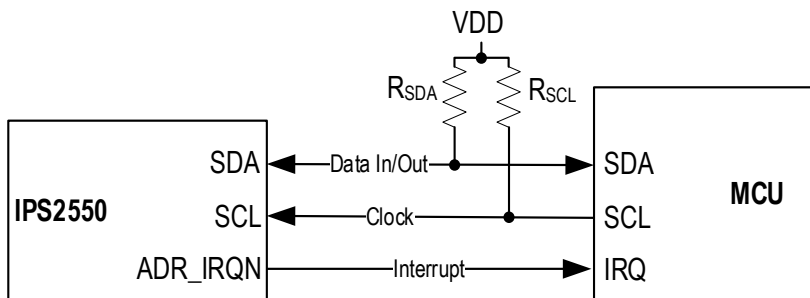 VDD
RSDA
RSCL
SDA
Data In/Out
SDA
IPS2550
MCU
SCL
Clock
SCL
ADR_IRQN
Interrupt
IRQ